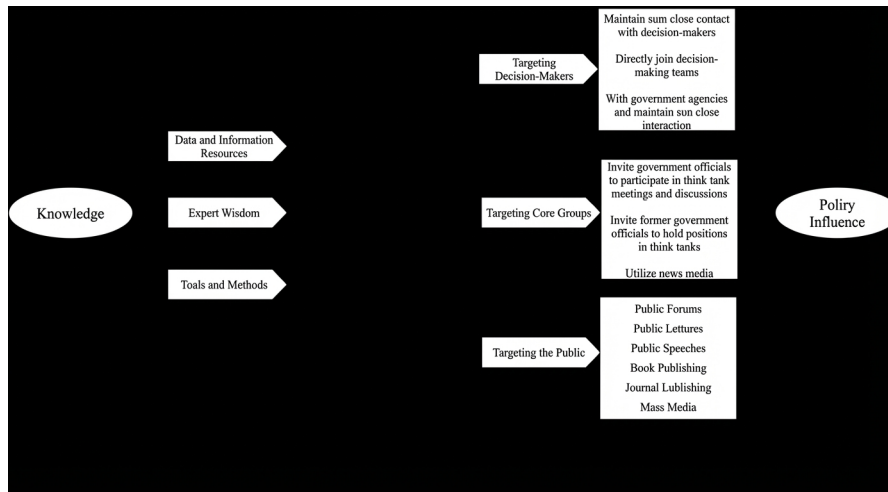 Knowledge
Data and Information
Resources
Expert Wisdom
Toals and Methods
Targeting
Decision-Makers
Maintain sum close contact
with decision-makers
Directly join decision-
making teams
With government agencies
and maintain sun close
interaction
Targeting Core Groups
Invite government officials
to participate in think tank
meetings and discussions
Invite former government
officials to hold positions
in think tanks
Utilize news media
Targeting the Public
Public Forums
Public Lettures
Public Speeches
Book Publishing
Journal Lublishing
Mass Media
Poliry
Influence